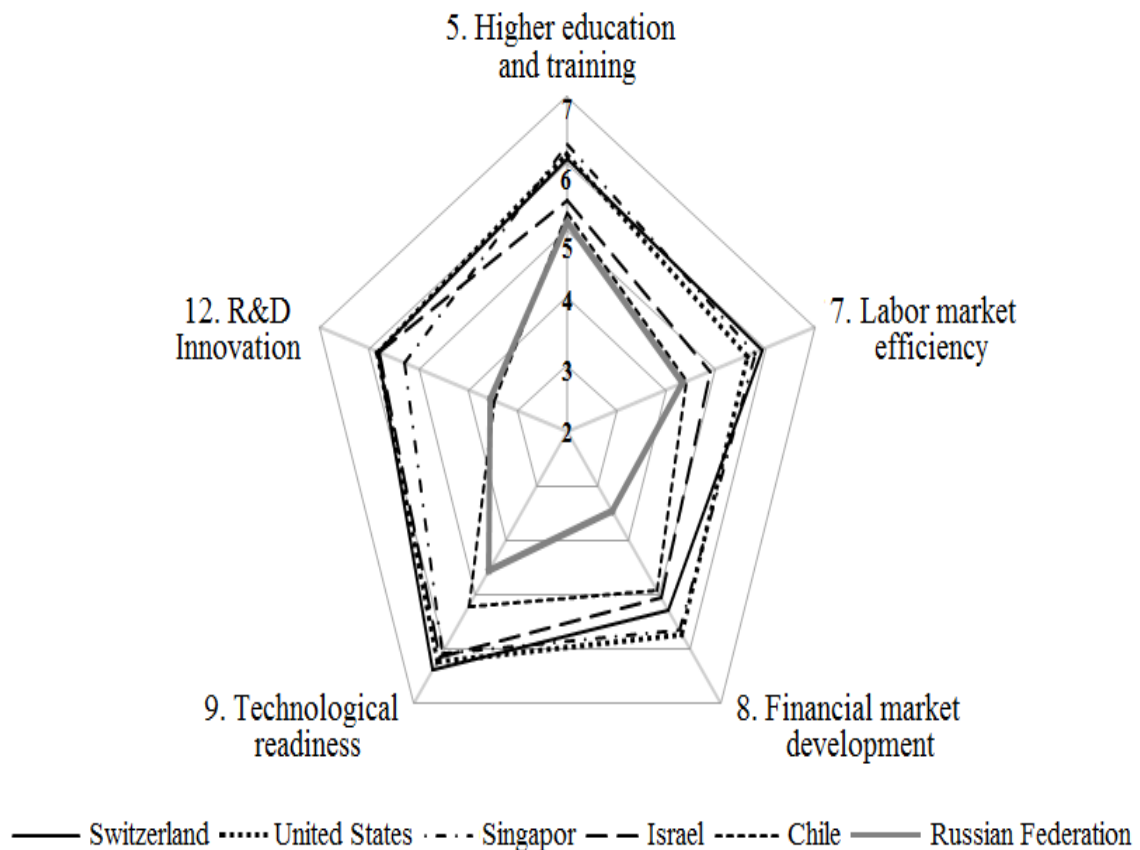 5. Higher education
and training
7
6
5
4
3
2
12. R&D
Innovation
7. Labor market
efficiency
9. Technological
readiness
8. Financial market
development
Switzerland
United States
Singapor
Israel
Chile
Russian Federation